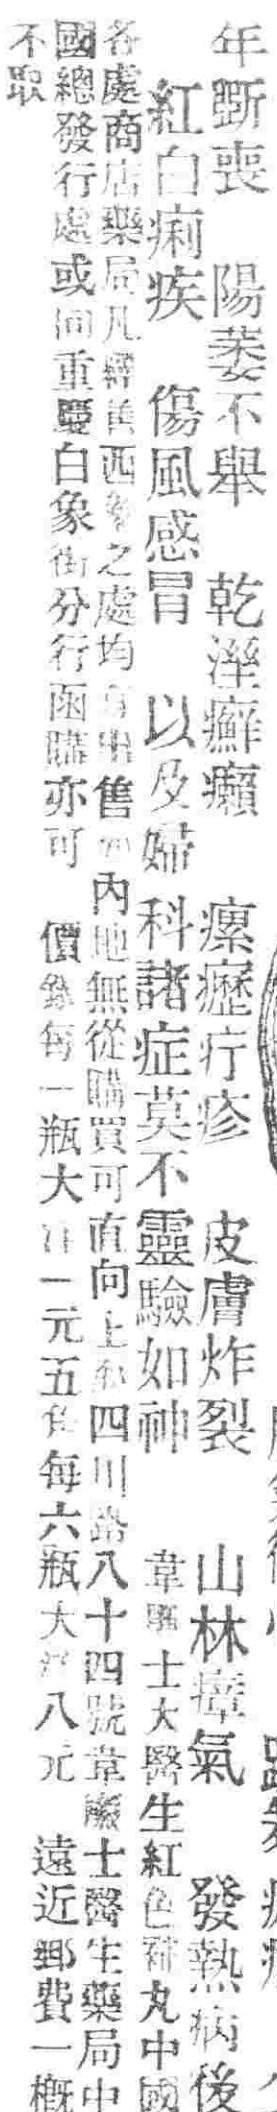 年斲喪 陽萎不舉 乾溼癬癩 瘰癧疔疹 皮膚炸裂 山林瘴氣 發熱病後
紅白痢疾 傷風感冒 以及婦科諸症莫不靈驗如神 韋廉士大醫生紅色補丸中國
各處商店藥局凡經售西藥之處均有出售如內地無從購買可直向上海四川路八十四號韋廉士醫生藥局中
國總發行處或向重慶白象街分行函購亦可 價銀每一瓶大洋一元五角每六瓶大洋八元 遠近郵費一概
不取